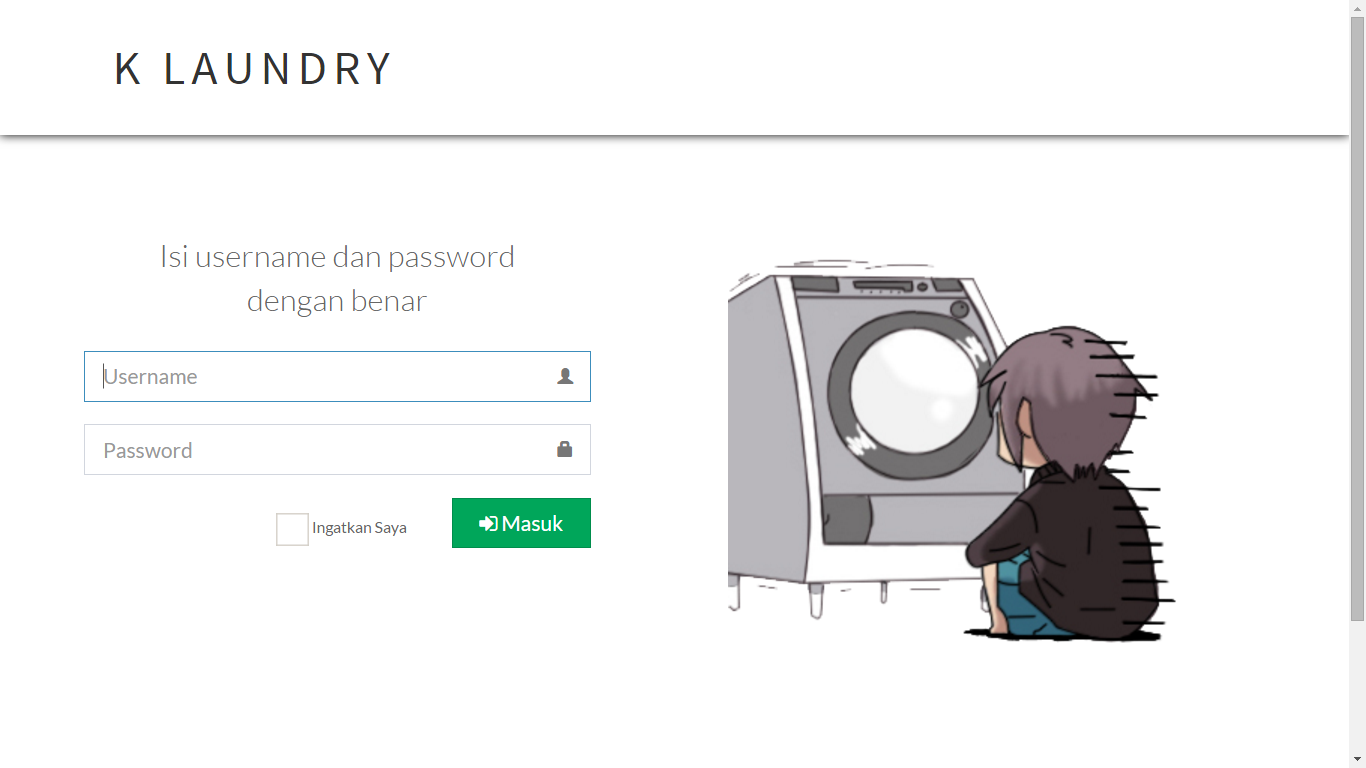 K LAUNDRY
Isi username dan password
dengan benar
Username
Password
Ingatkan Saya
Masuk